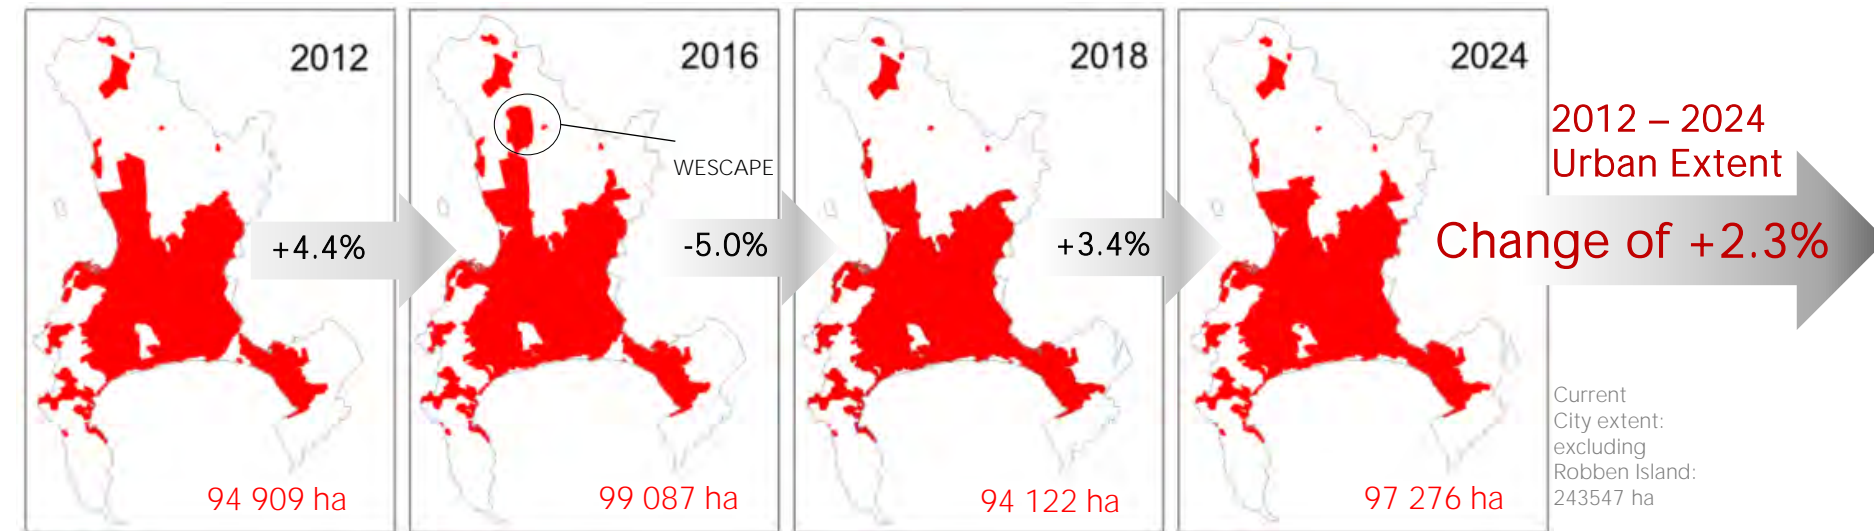 2012
2016
2018
2024
WESCAPE
+4.4%
-5.0%
+3.4%
2012 – 2024
Urban Extent
Change of +2.3%
94 909 ha
99 087 ha
94 122 ha
97 276 ha
Current
City extent:
excluding
Robben Island:
243547 ha